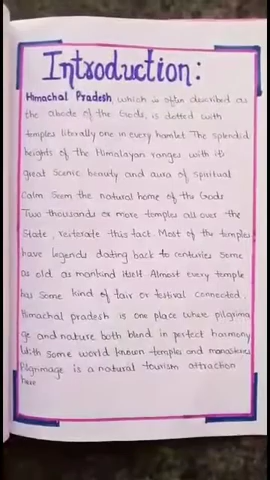 Introduction:
Himachal Pradesh, which is often described as
the abode of the Gods, is dotted with
temples literally one in every hamlet. The splendid
heights of the Himalayan ranges with its
great scenic beauty and aura of spiritual
calm seem the natural home of the Gods
Two thousands or more temples all over the
State, reiterate this fact. Most of the temples
have legends dating back to centuries some
as old as mankind itself Almost every temple
has some kind of fair or festival connected.
Himachal pradesh is one place where pilgrima
ge and nature both blend in perfect harmony
With some world known temples and monasteries
Pilgrimage is a natural tourism attraction
here